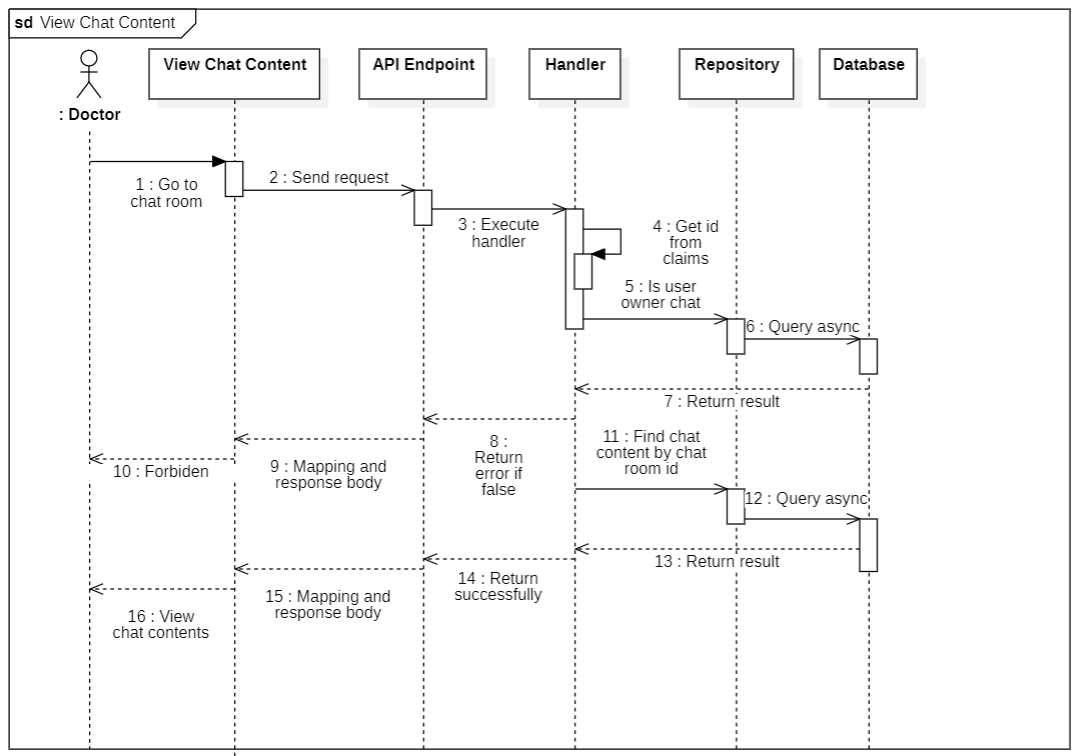 sd View Chat Content
View Chat Content
API Endpoint
Handler
Repository
Database
: Doctor
1 : Go to
chat room
2 : Send request
3 : Execute
handler
4 : Get id
from
claims
5 : Is user
owner chat
6 : Query async
7 : Return result
8 :
Return
error if
false
9 : Mapping and
response body
10 : Forbiden
11 : Find chat
content by chat
room id
12 : Query async
13 : Return result
14 : Return
successfully
15 : Mapping and
response body
16 : View
chat contents